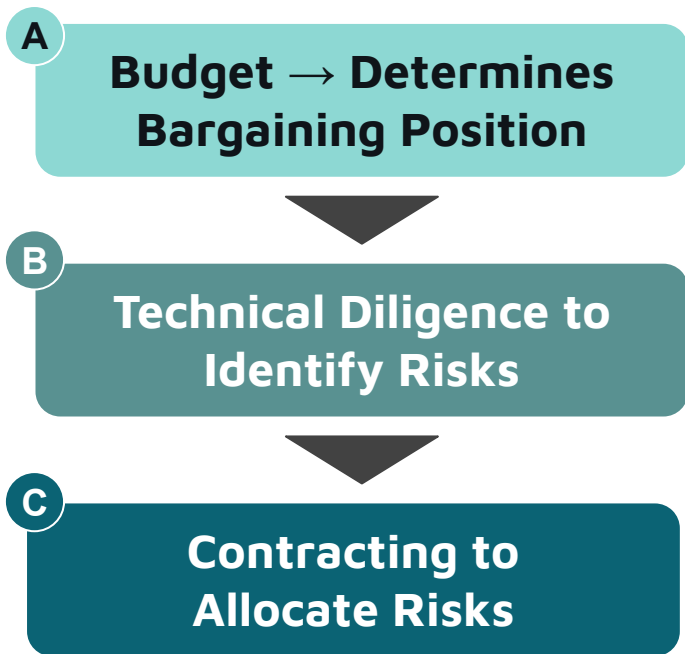 A
Budget → Determines
Bargaining Position
B
Technical Diligence to
Identify Risks
C
Contracting to
Allocate Risks